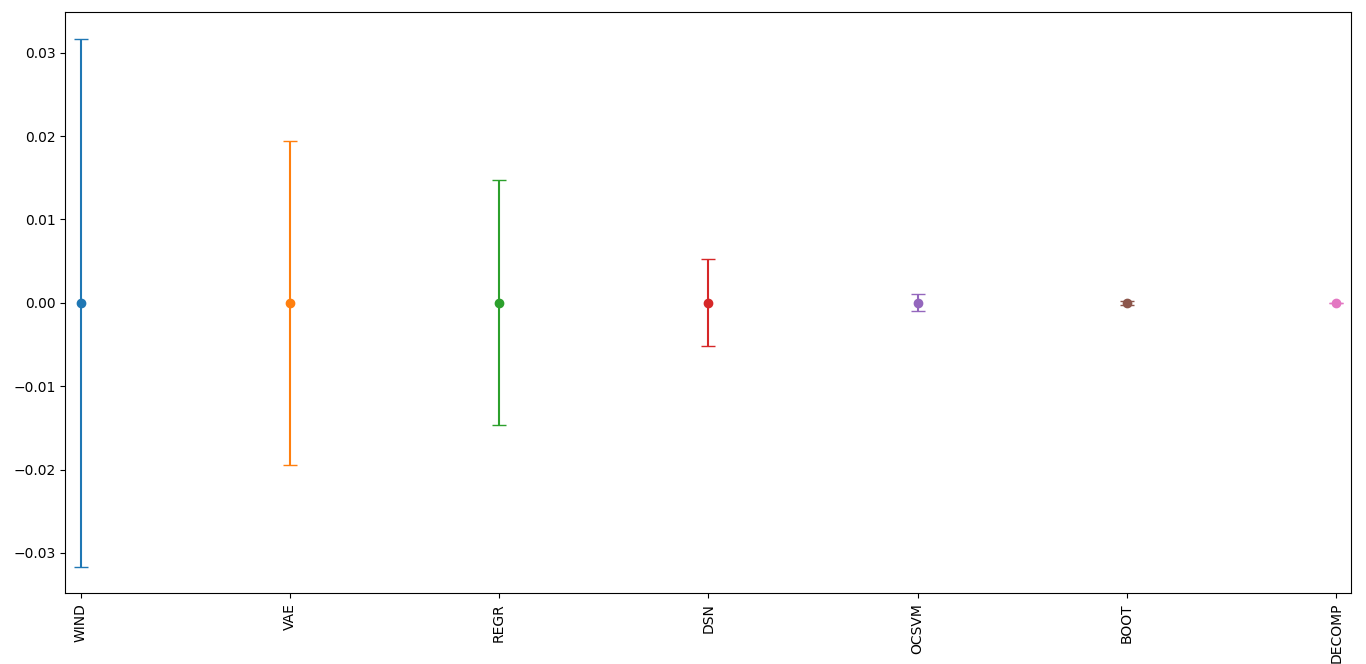 0.03
0.02
0.01
0.00
−0.01
−0.02
−0.03
WIND
VAE
REGR
DSN
OCSVM
BOOT
DECOMP